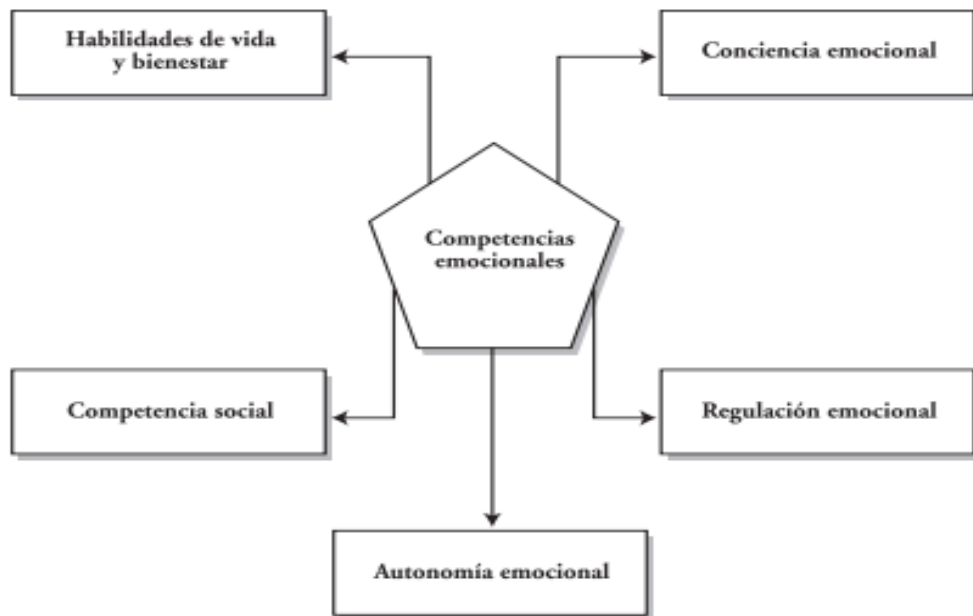 Habilidades de vida
y bienestar
Conciencia emocional
Competencias
emocionales
Competencia social
Regulación emocional
Autonomía emocional